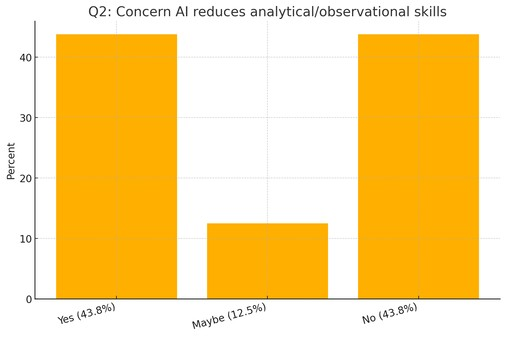 Q2: Concern AI reduces analytical/observational skills
Percent
40
30
20
10
0
Yes (43.8%)
Maybe (12.5%)
No (43.8%)